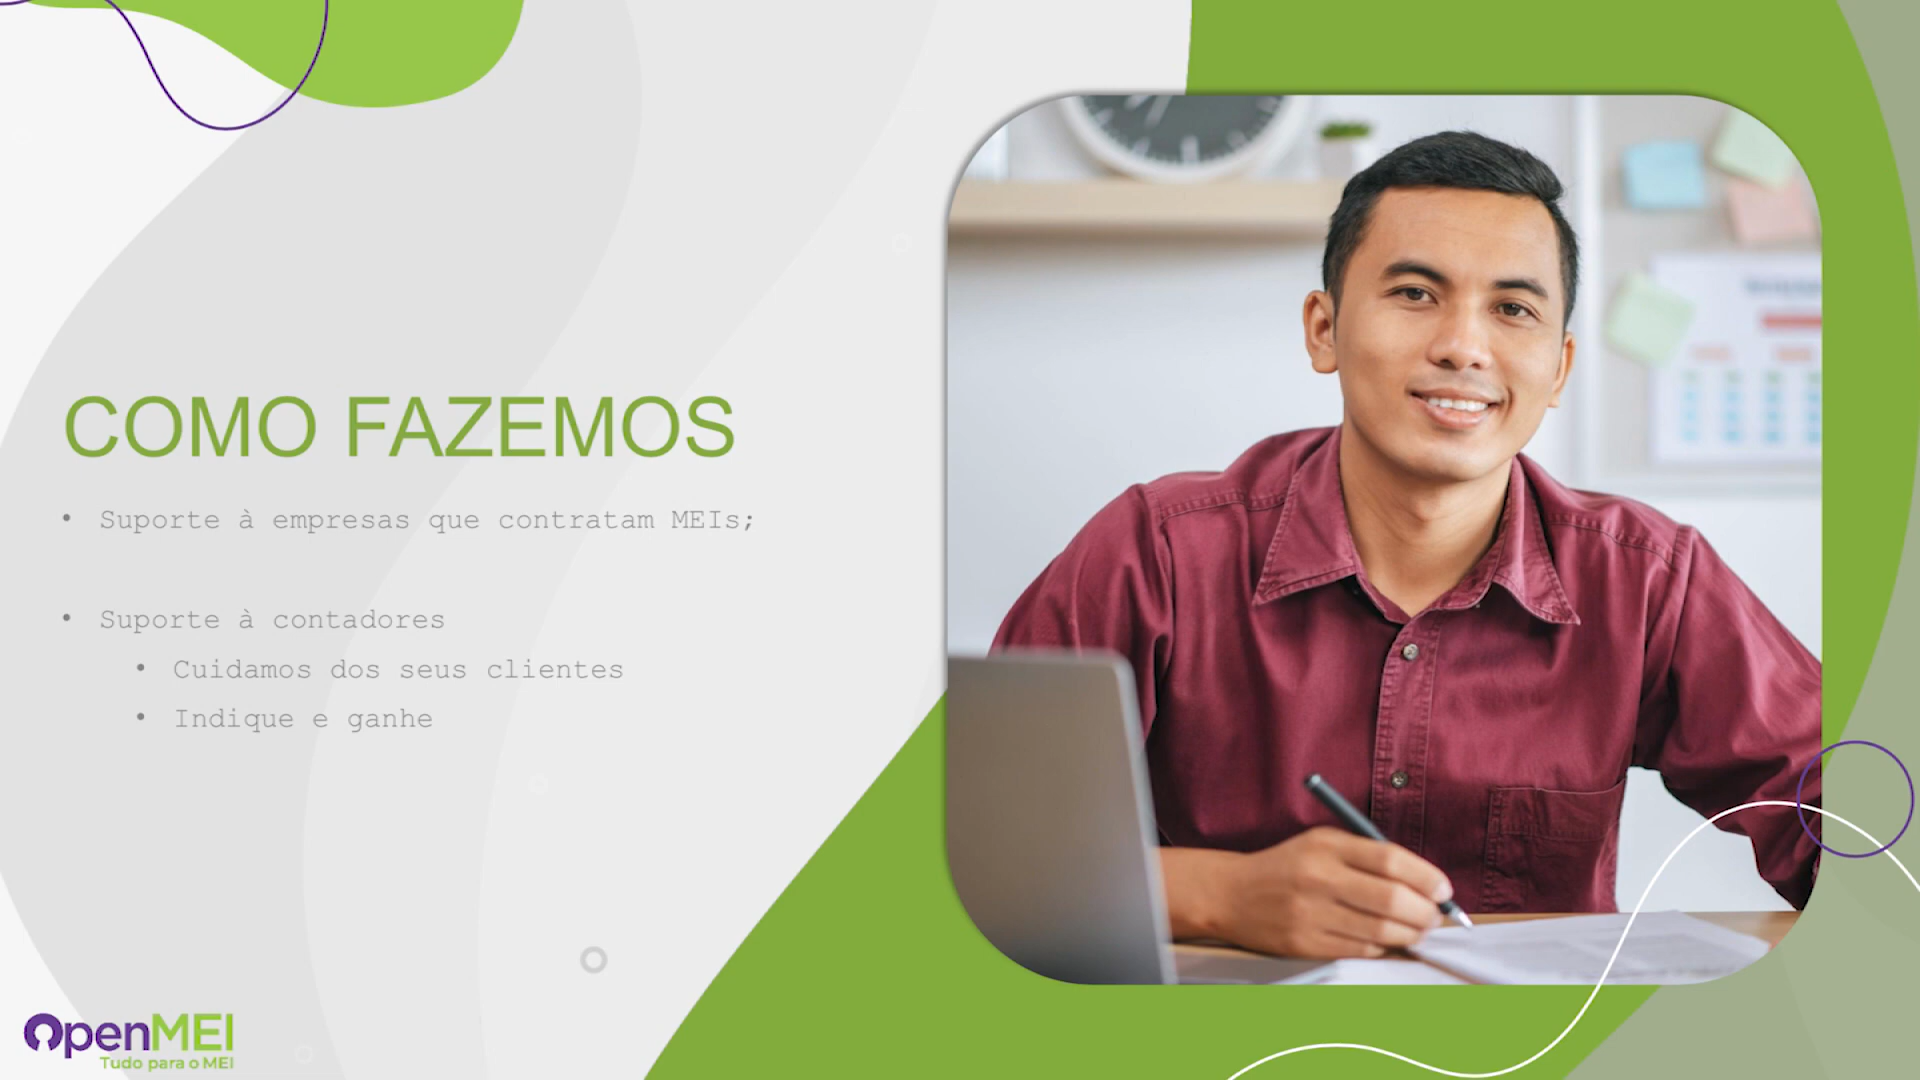 COMO FAZEMOS
• Suporte à empresas que contratam MEIs;
• Suporte à contadores
• Cuidamos dos seus clientes
• Indique e ganhe
OpenMEI
Tudo para o MEI